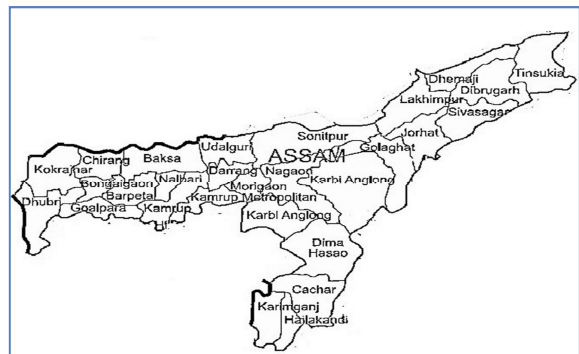 Tinsukia
Dhemaji
Dibrugarh
Lakhimpur
Sivasagar
Sonitpur
Jorhat
Udalguri
Golaghat
ASSAM
Chirang
Baksa
Kokrajhar
Darrang
Nagaon
Nalbari
Karbi Anglong
Bongaigaon
Morigaon
Barpeta
Dhubri
Kamrup Metropolitan
Goalpara
Kamrup
Karbi Anglong
Dima
Hasao
Cachar
Karimganj
Hailakandi